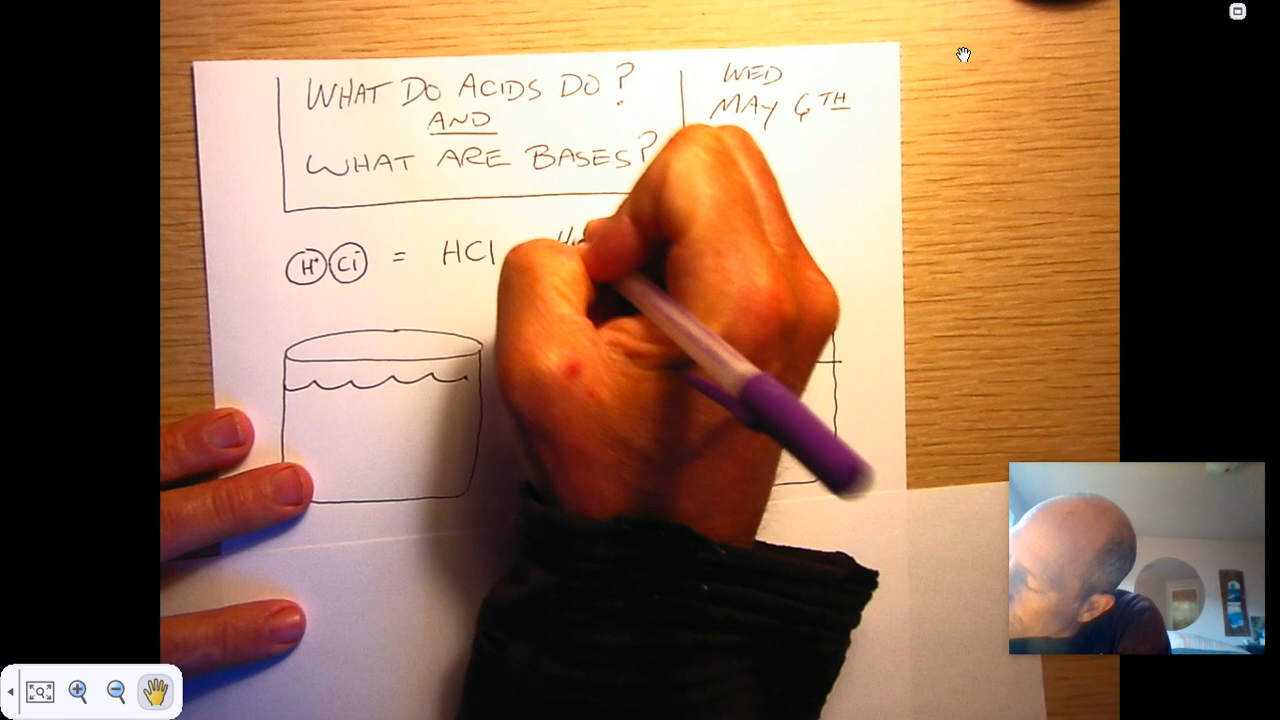 WHAT DO ACIDS DO?
AND
WHAT ARE BASES?
WED
MAY 6TH
H+ Cl- = HCl